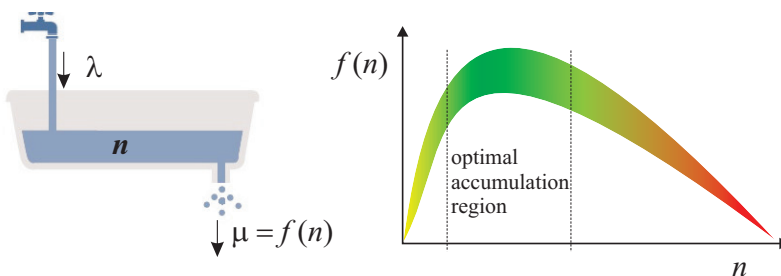 λ
n
μ = f(n)
f(n)
optimal
accumulation
region
n